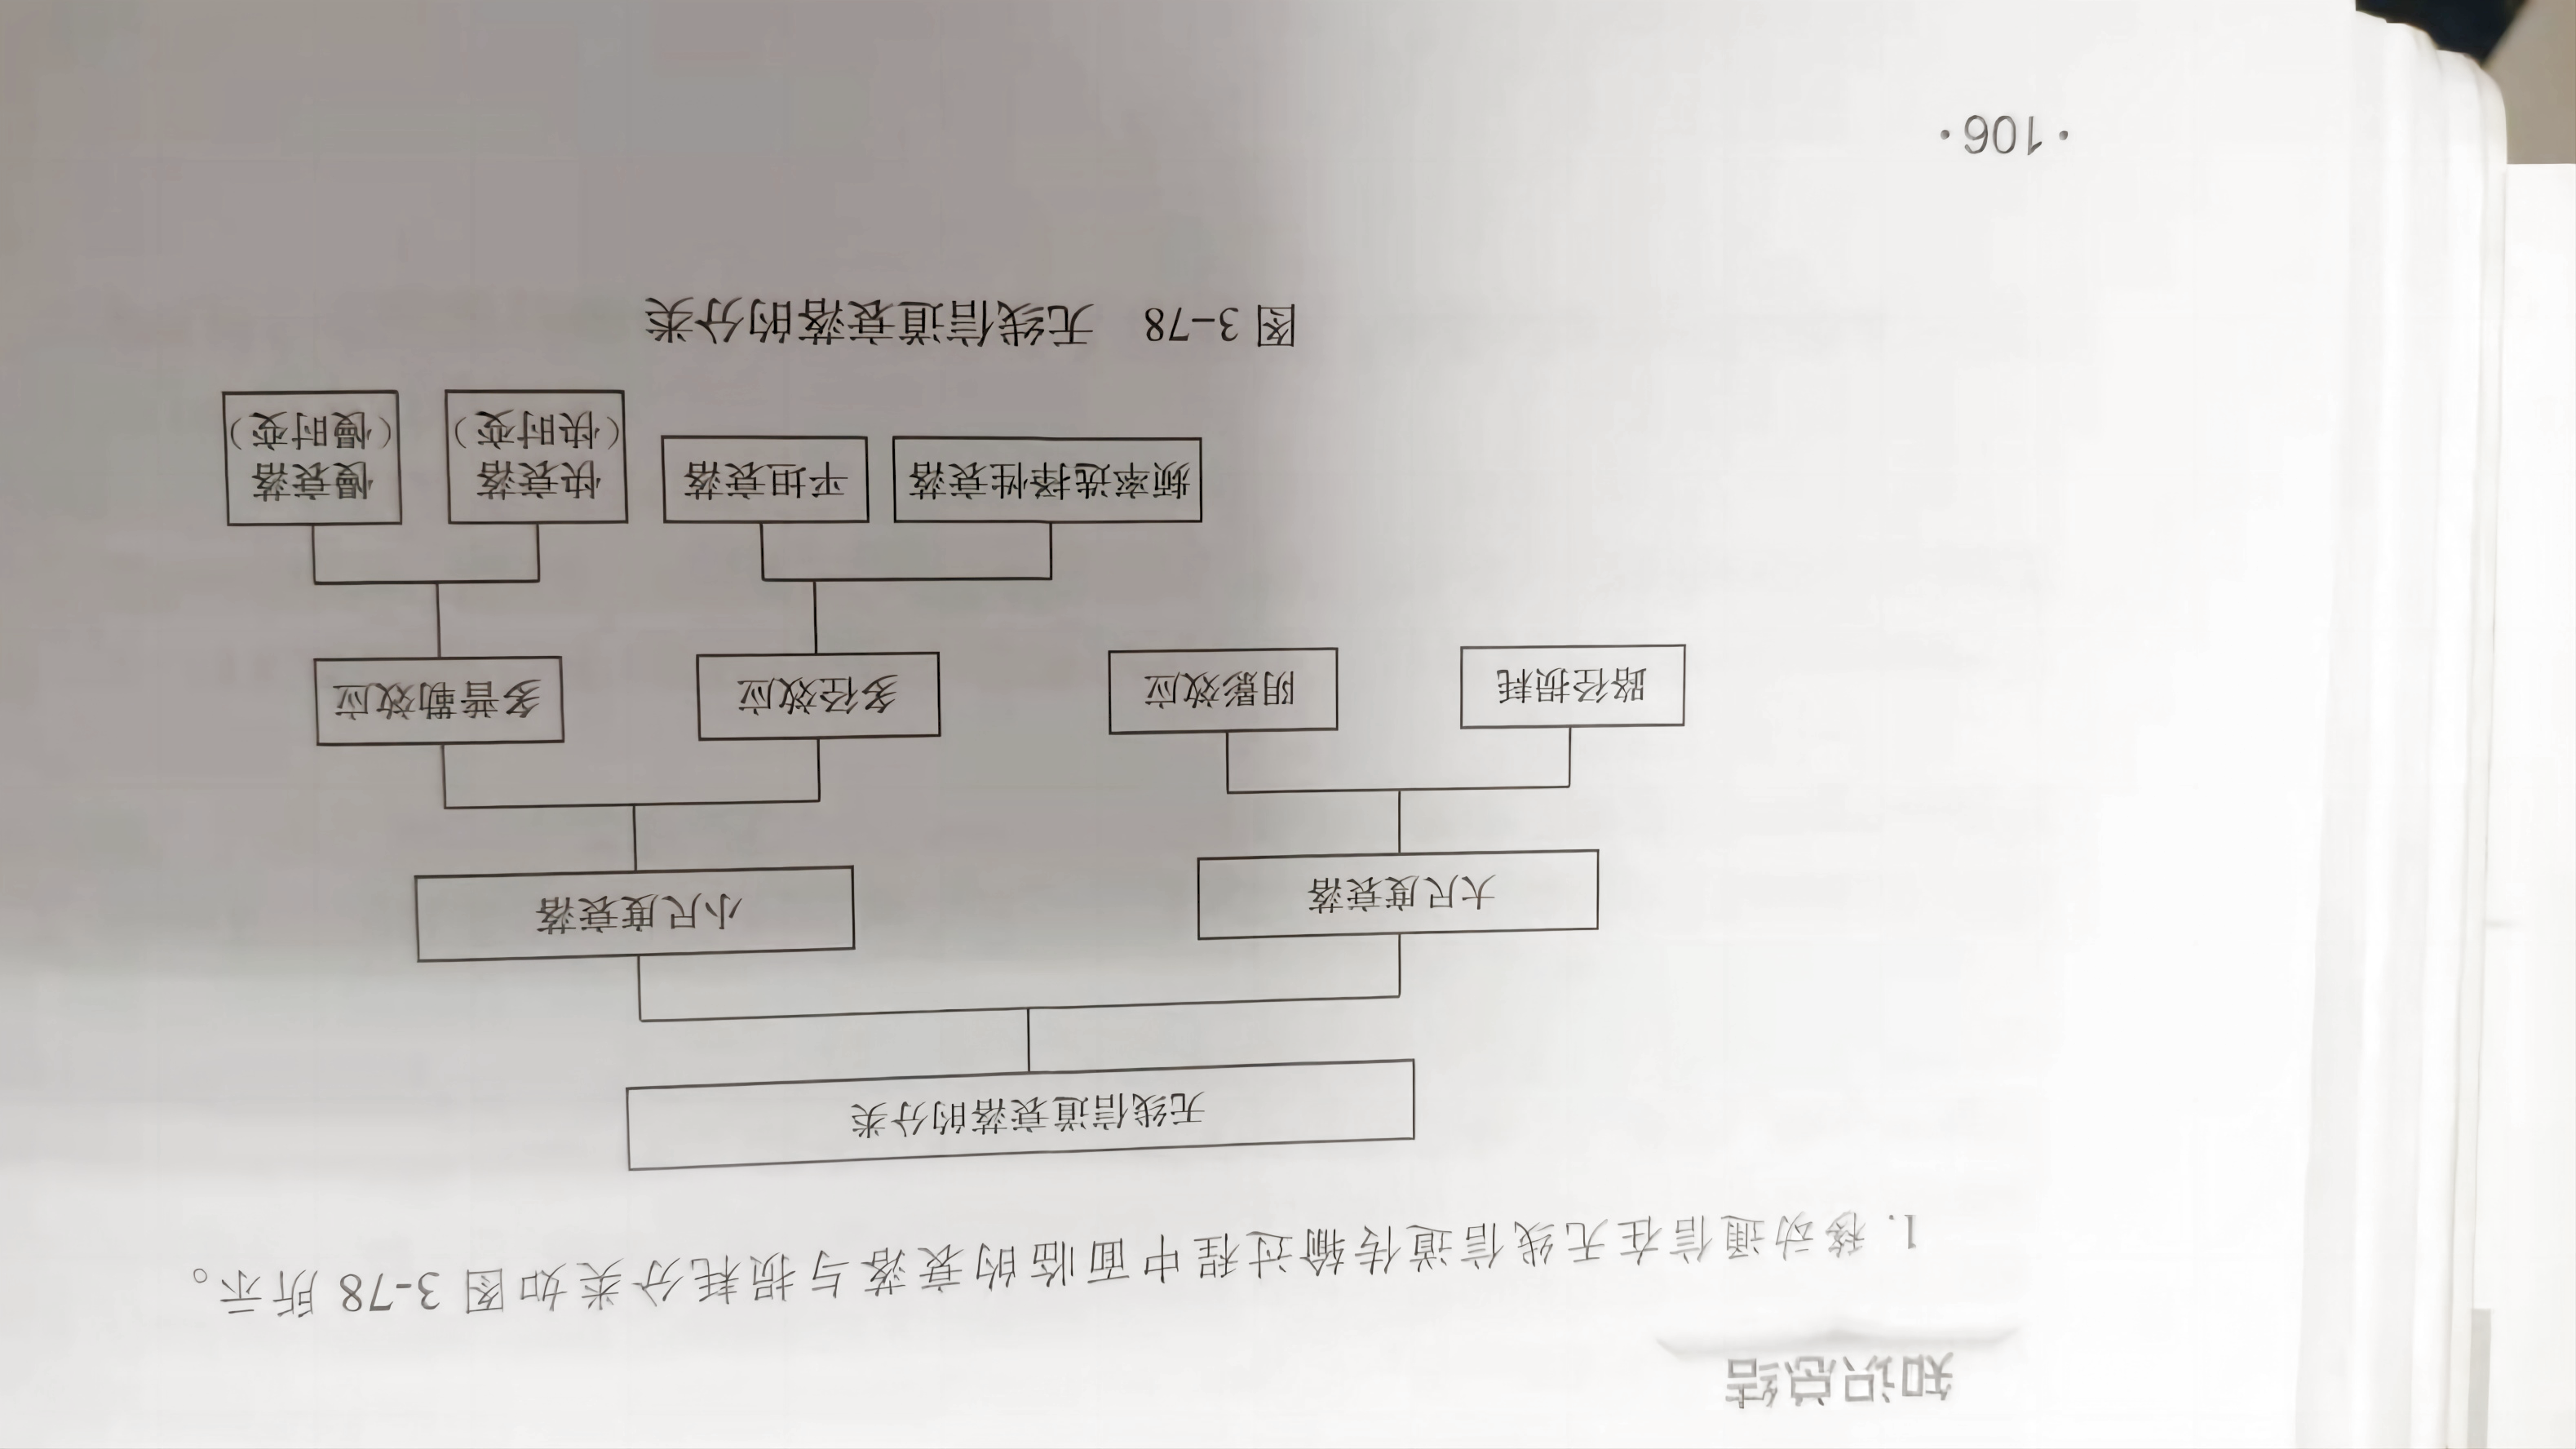 知识总结
1. 移动通信在无线信道传输过程中面临的衰落与损耗分类如图 3-78 所示。
无线信道衰落的分类
大尺度衰落 小尺度衰落
路径损耗 阴影效应 多径效应 多普勒效应
频率选择性衰落 平坦衰落 快衰落 慢衰落
(快时变) (慢时变)
图 3-78 无线信道衰落的分类
·106·